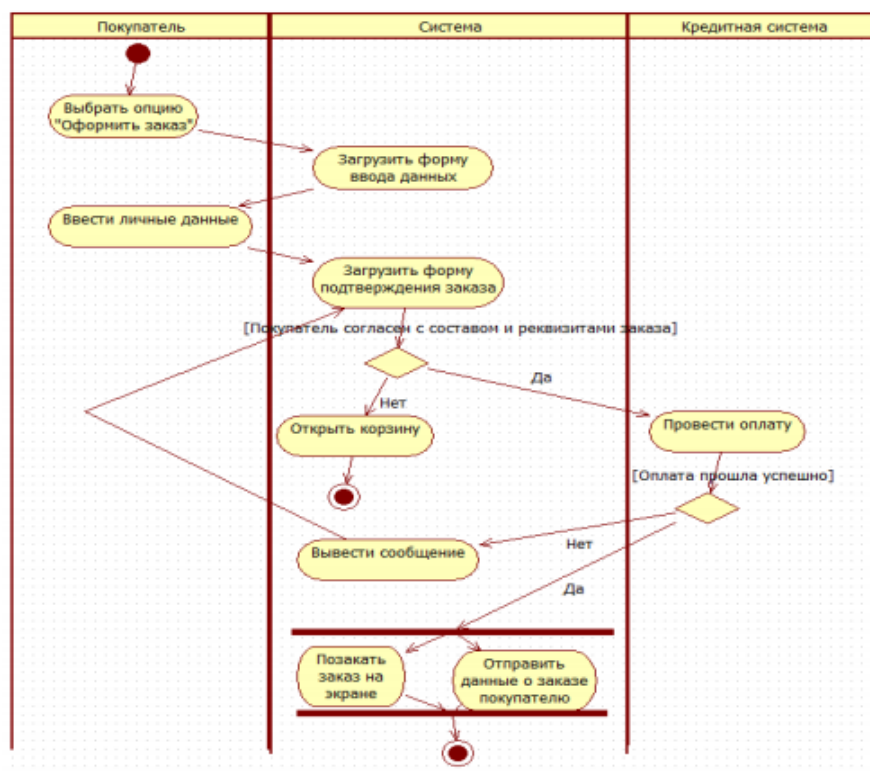 Покупатель
Система
Кредитная система
Выбрать опцию
"Оформить заказ"
Загрузить форму
ввода данных
Ввести личные данные
Загрузить форму
подтверждения заказа
[Покупатель согласен с составом и реквизитами заказа]
Да
Нет
Открыть корзину
Провести оплату
[Оплата прошла успешно]
Нет
Вывести сообщение
Да
Позакать
заказ на
экране
Отправить
данные о заказе
покупателю